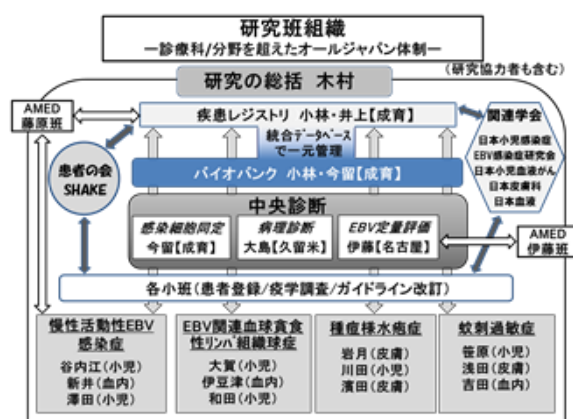 研究班組織
ー診療科/分野を超えたオールジャパン体制ー
(研究協力者も含む)
研究の総括 木村
AMED
藤原班
疾患レジストリ 小林・井上【成育】
関連学会
日本小児感染症
EBV感染症研究会
日本小児血液がん
日本皮膚科
日本血液
統合データベース
で一元管理
患者の会
SHAKE
バイオバンク 小林・今留【成育】
中央診断
感染細胞同定
今留【成育】
病理診断
大島【久留米】
EBV定量評価
伊藤【名古屋】
AMED
伊藤班
各小班(患者登録/疫学調査/ガイドライン改訂)
慢性活動性EBV
感染症
谷内江(小児)
新井(血内)
澤田(小児)
EBV関連血球貪食
性リンパ組織球症
大賀(小児)
伊豆津(血内)
和田(小児)
種痘様水疱症
岩月(皮膚)
川田(小児)
濱田(皮膚)
蚊刺過敏症
笹原(小児)
浅田(皮膚)
吉田(血内)